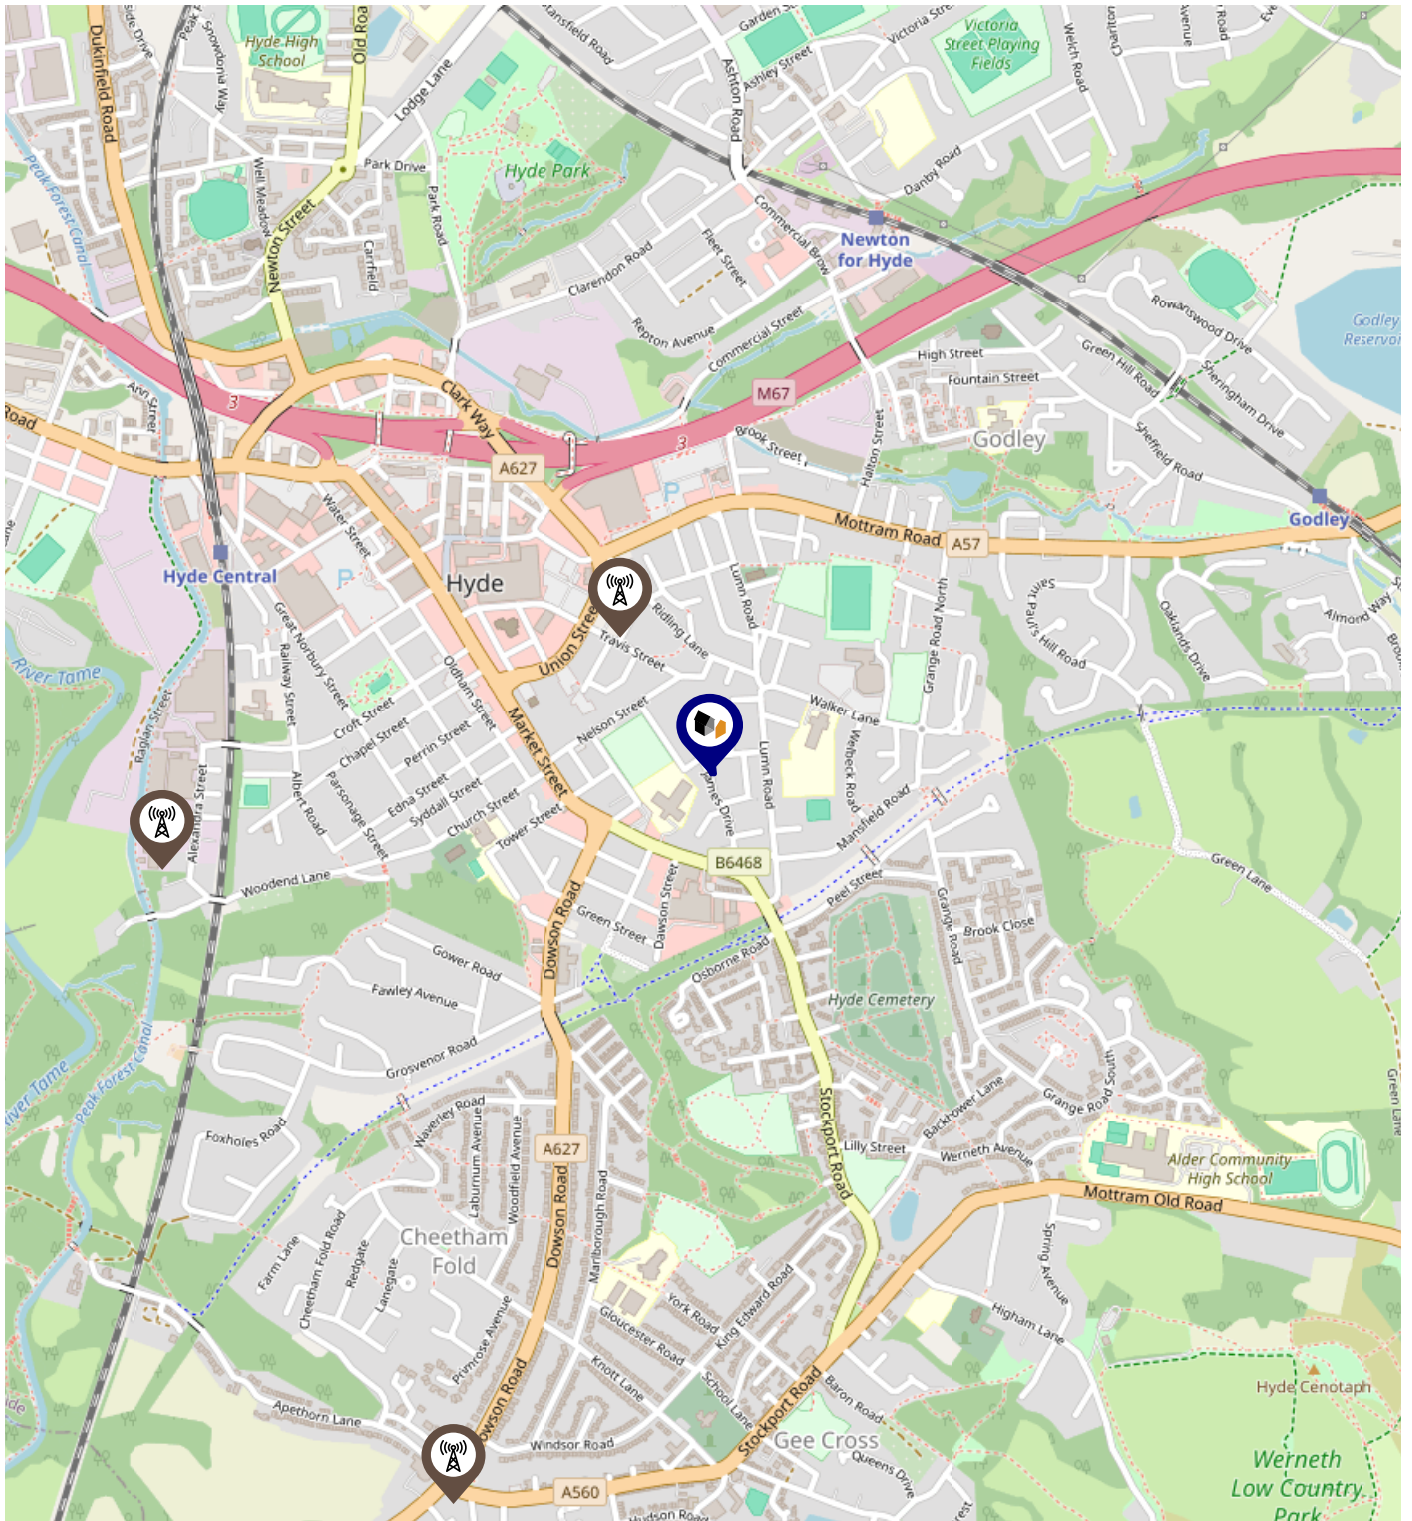 Dukinfield Road
Snowdonia Way
Hyde High
School
Old Roa
Lodge Lane
Park Drive
Park Road
Well Meadow
Newton Street
Carrfield
Peak Forest Canal
Hyde Park
Ashton Road
Ashley Street
Victoria
Street Playing
Fields
Welch Road
Danby Road
Commercial Brow
Fleet Street
Clarendon Road
Repton Avenue
Commercial Street
Newton
for Hyde
Rowanswood Drive
Green Hill Road
Sheringham Drive
Godley
Reservoir
High Street
Fountain Street
Godley
Sheffield Road
Halton Street
Brook Street
M67
3
3
Clark Way
A627
Ann Street
Road
Water Street
Hyde Central
P
P
Hyde
Mottram Road
A57
Godley
Lumn Road
Ridling Lane
Travis Street
Union Stree
Grange Road North
Saint Paul's Hill Road
Oaklands Drive
Almond Way
River Tame
Great Norbury Street
Railway Street
Oldham Street
Croft Street
Chapel Street
Perrin Street
Market Street
Nelson Street
Walker Lane
Welbeck Road
Lumn Road
James Drive
Mansfield Road
Raglan Street
Alexandra Street
Albert Road
Parsonage Street
Edna Street
Syddall Street
Church Street
Tower Street
Woodend Lane
B6468
Peel Street
Green Lane
Dowson Road
Green Street
Dawson Street
Osborne Road
Hyde Cemetery
Grange Road
Brook Close
Gower Road
Fawley Avenue
Grosvenor Road
Peak Forest Canal
River Tame
Foxholes Road
Waverley Road
Laburnum Avenue
Woodfield Avenue
A627
Stockport Road
Backbower Lane
Grange Road South
Green Lane
Lilly Street
Werneth Avenue
Alder Community
High School
Mottram Old Road
Cheetham
Fold
Dowson Road
Marlborough Road
Farm Lane
Cheetham Fold Road
Redgate
Lanegate
Primrose Avenue
York Road
King Edward Road
Gloucester Road
Knott Lane
School Lane
Spring Avenue
Higham Lane
Apethorn Lane
Dowson Road
Windsor Road
Stockport Road
Baron Road
Gee Cross
Queens Drive
Hyde Cenotaph
A560
Hudson Road
Werneth
Low Country
Park